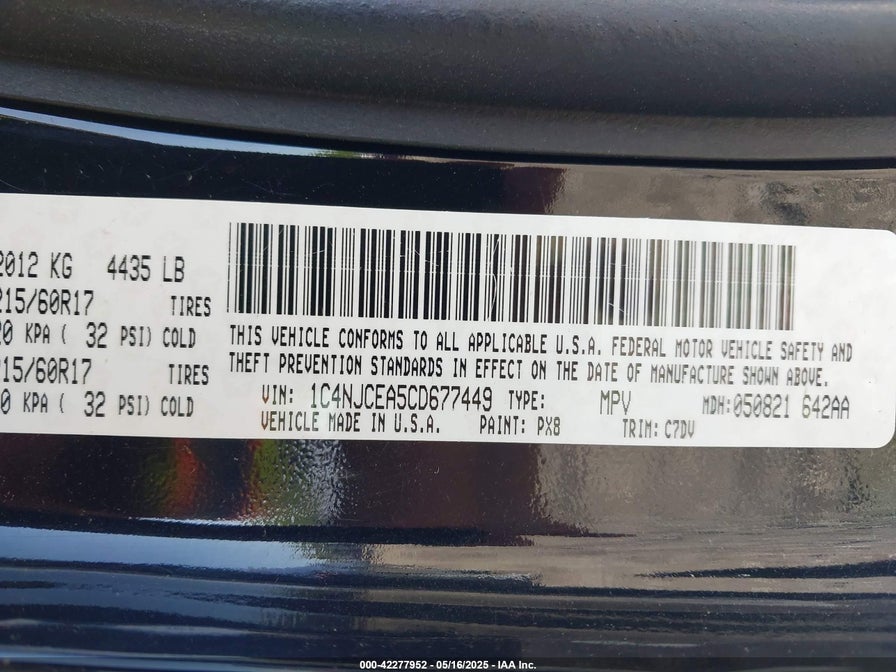 2012 KG 4435 LB
215/60R17 TIRES
20 KPA ( 32 PSI) COLD
215/60R17 TIRES
0 KPA ( 32 PSI) COLD
THIS VEHICLE CONFORMS TO ALL APPLICABLE U.S.A. FEDERAL MOTOR VEHICLE SAFETY AND
THEFT PREVENTION STANDARDS IN EFFECT ON THE DATE OF MANUFACTURE SHOWN ABOVE.
VIN: 1C4NJCEA5CD677449 TYPE: MPV MDH:050821 642AA
VEHICLE MADE IN U.S.A. PAINT: PXB TRIM: C7DV
000-42277952 - 05/16/2025 - IAA Inc.